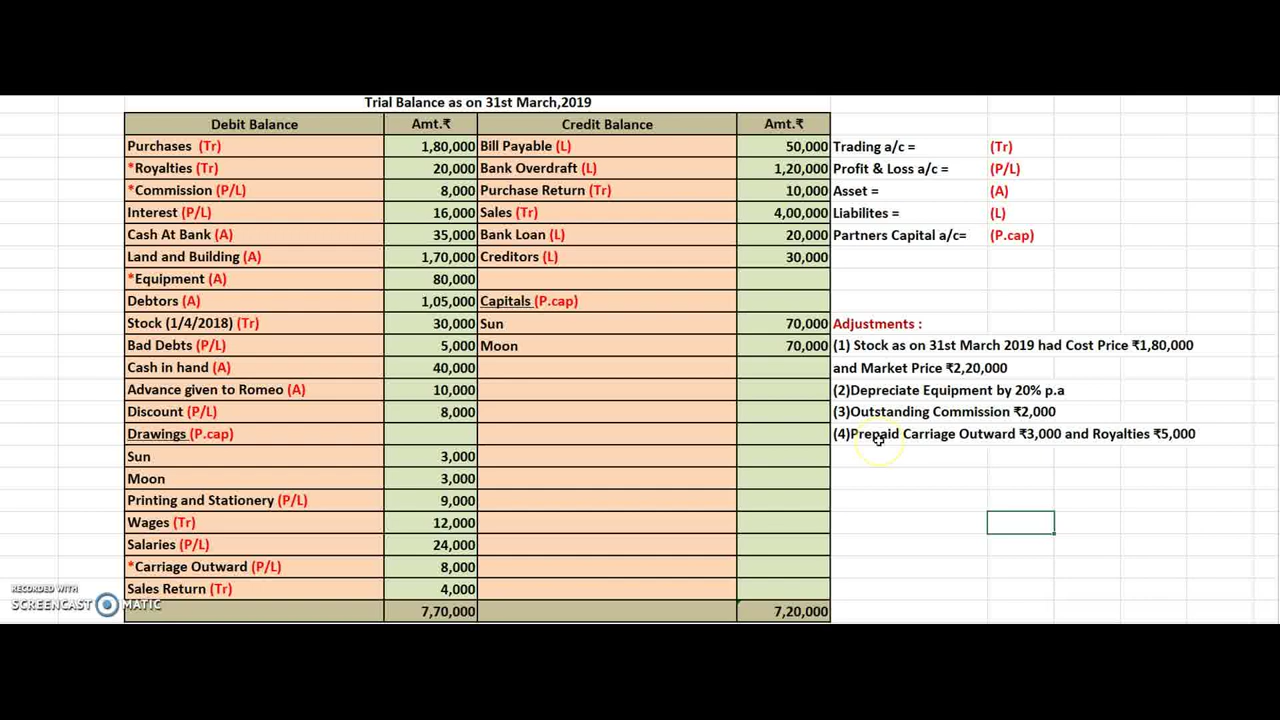 Trial Balance as on 31st March,2019
Debit Balance Amt.₹ Credit Balance Amt.₹
Purchases (Tr) 1,80,000 Bill Payable (L) 50,000 Trading a/c = (Tr)
*Royalties (Tr) 20,000 Bank Overdraft (L) 1,20,000 Profit & Loss a/c = (P/L)
*Commission (P/L) 8,000 Purchase Return (Tr) 10,000 Asset = (A)
Interest (P/L) 16,000 Sales (Tr) 4,00,000 Liabilites = (L)
Cash At Bank (A) 35,000 Bank Loan (L) 20,000 Partners Capital a/c= (P.cap)
Land and Building (A) 1,70,000 Creditors (L) 30,000
*Equipment (A) 80,000
Debtors (A) 1,05,000 Capitals (P.cap)
Stock (1/4/2018) (Tr) 30,000 Sun 70,000 Adjustments :
Bad Debts (P/L) 5,000 Moon 70,000 (1) Stock as on 31st March 2019 had Cost Price ₹1,80,000
Cash in hand (A) 40,000 and Market Price ₹2,20,000
Advance given to Romeo (A) 10,000 (2)Depreciate Equipment by 20% p.a
Discount (P/L) 8,000 (3)Outstanding Commission ₹2,000
Drawings (P.cap) (4)Prepaid Carriage Outward ₹3,000 and Royalties ₹5,000
Sun 3,000
Moon 3,000
Printing and Stationery (P/L) 9,000
Wages (Tr) 12,000
Salaries (P/L) 24,000
*Carriage Outward (P/L) 8,000
Sales Return (Tr) 4,000
7,70,000 7,20,000
RECORDED WITH
SCREENCAST MATIC